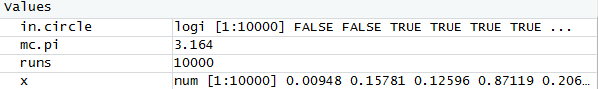 Values
in.circle logi [1:10000] FALSE FALSE TRUE TRUE TRUE TRUE ...
mc.pi 3.164
runs 10000
x num [1:10000] 0.00948 0.15781 0.12596 0.87119 0.206…